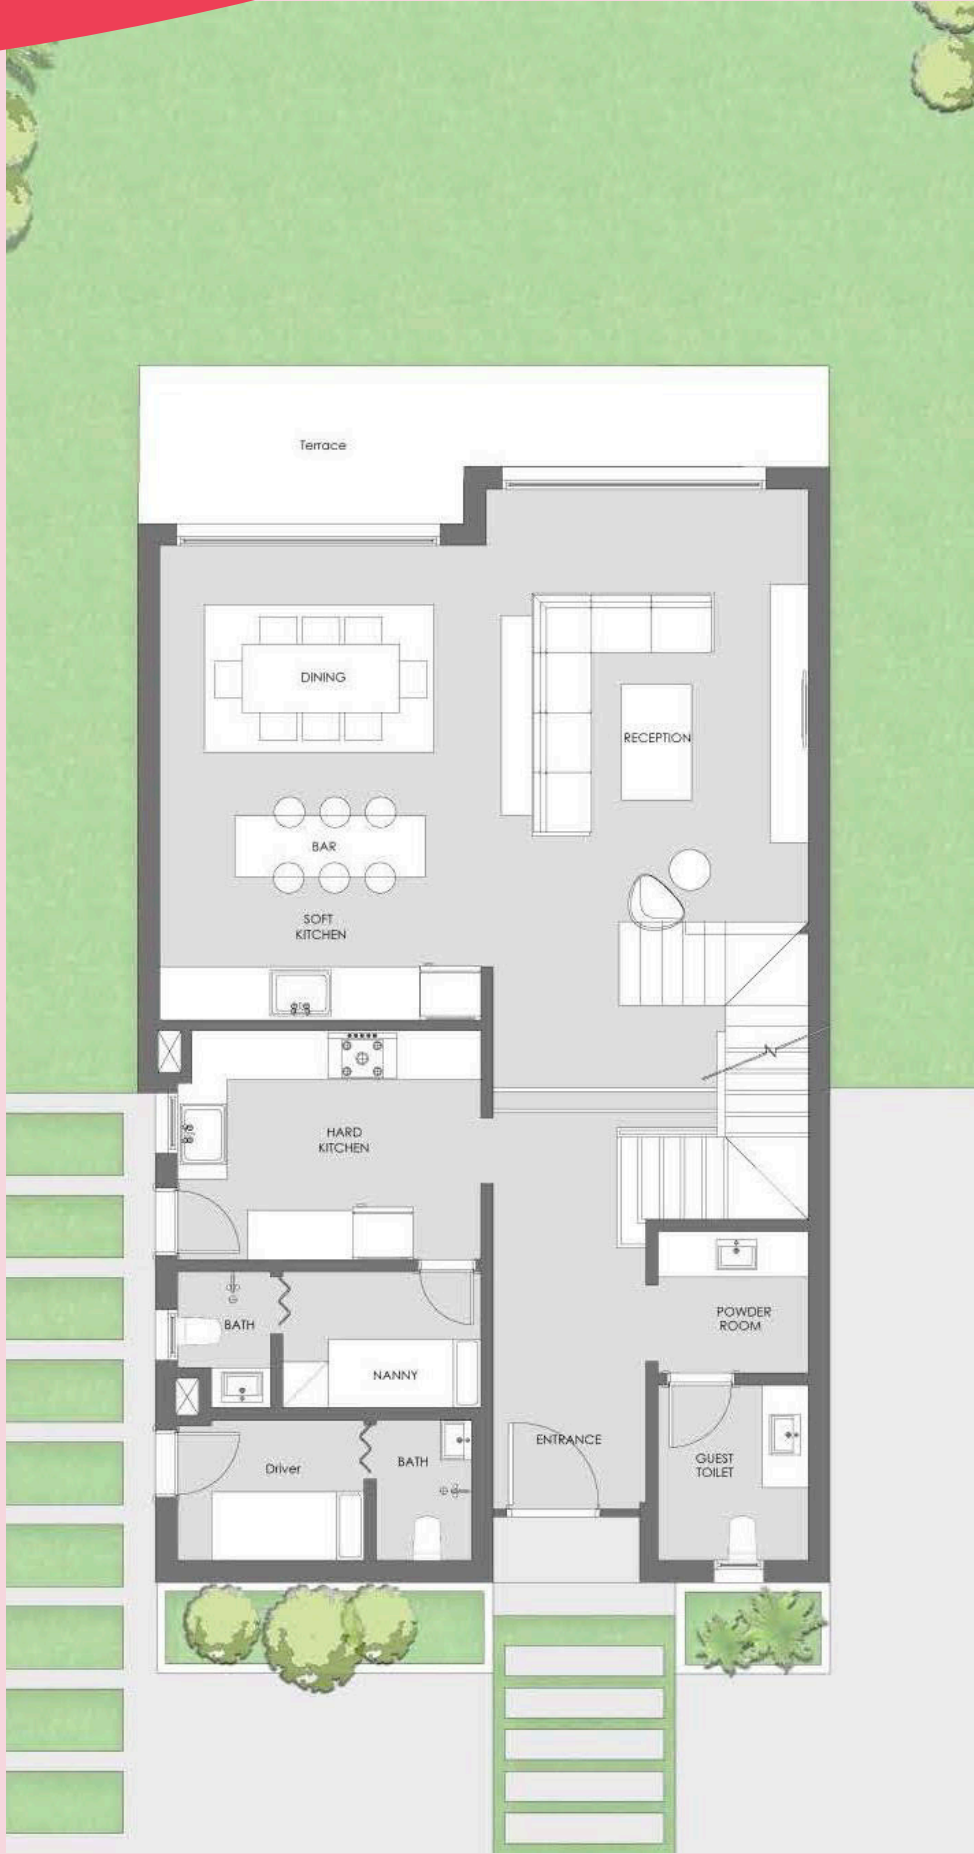 Terrace
DINING
RECEPTION
BAR
SOFT
KITCHEN
HARD
KITCHEN
BATH
POWDER
ROOM
NANNY
ENTRANCE
Driver
BATH
GUEST
TOILET